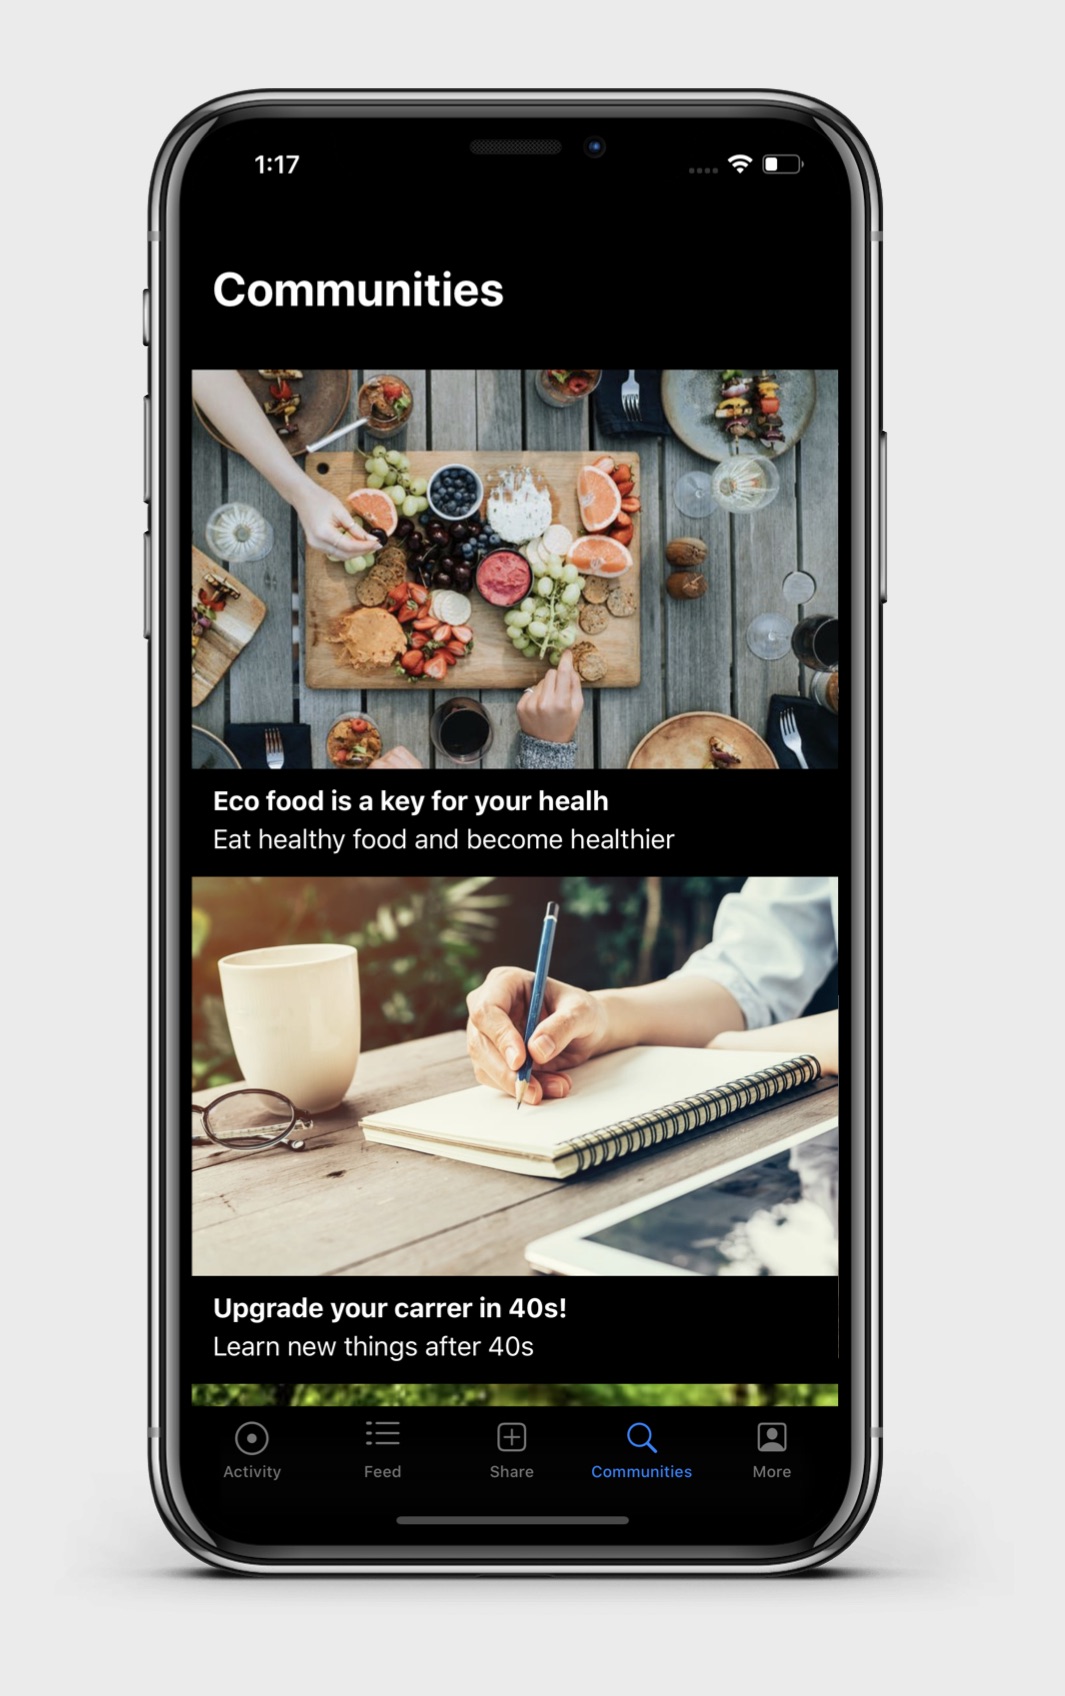 1:17
Communities
Eco food is a key for your healh
Eat healthy food and become healthier
Upgrade your carrer in 40s!
Learn new things after 40s
Activity
Feed
Share
Communities
More